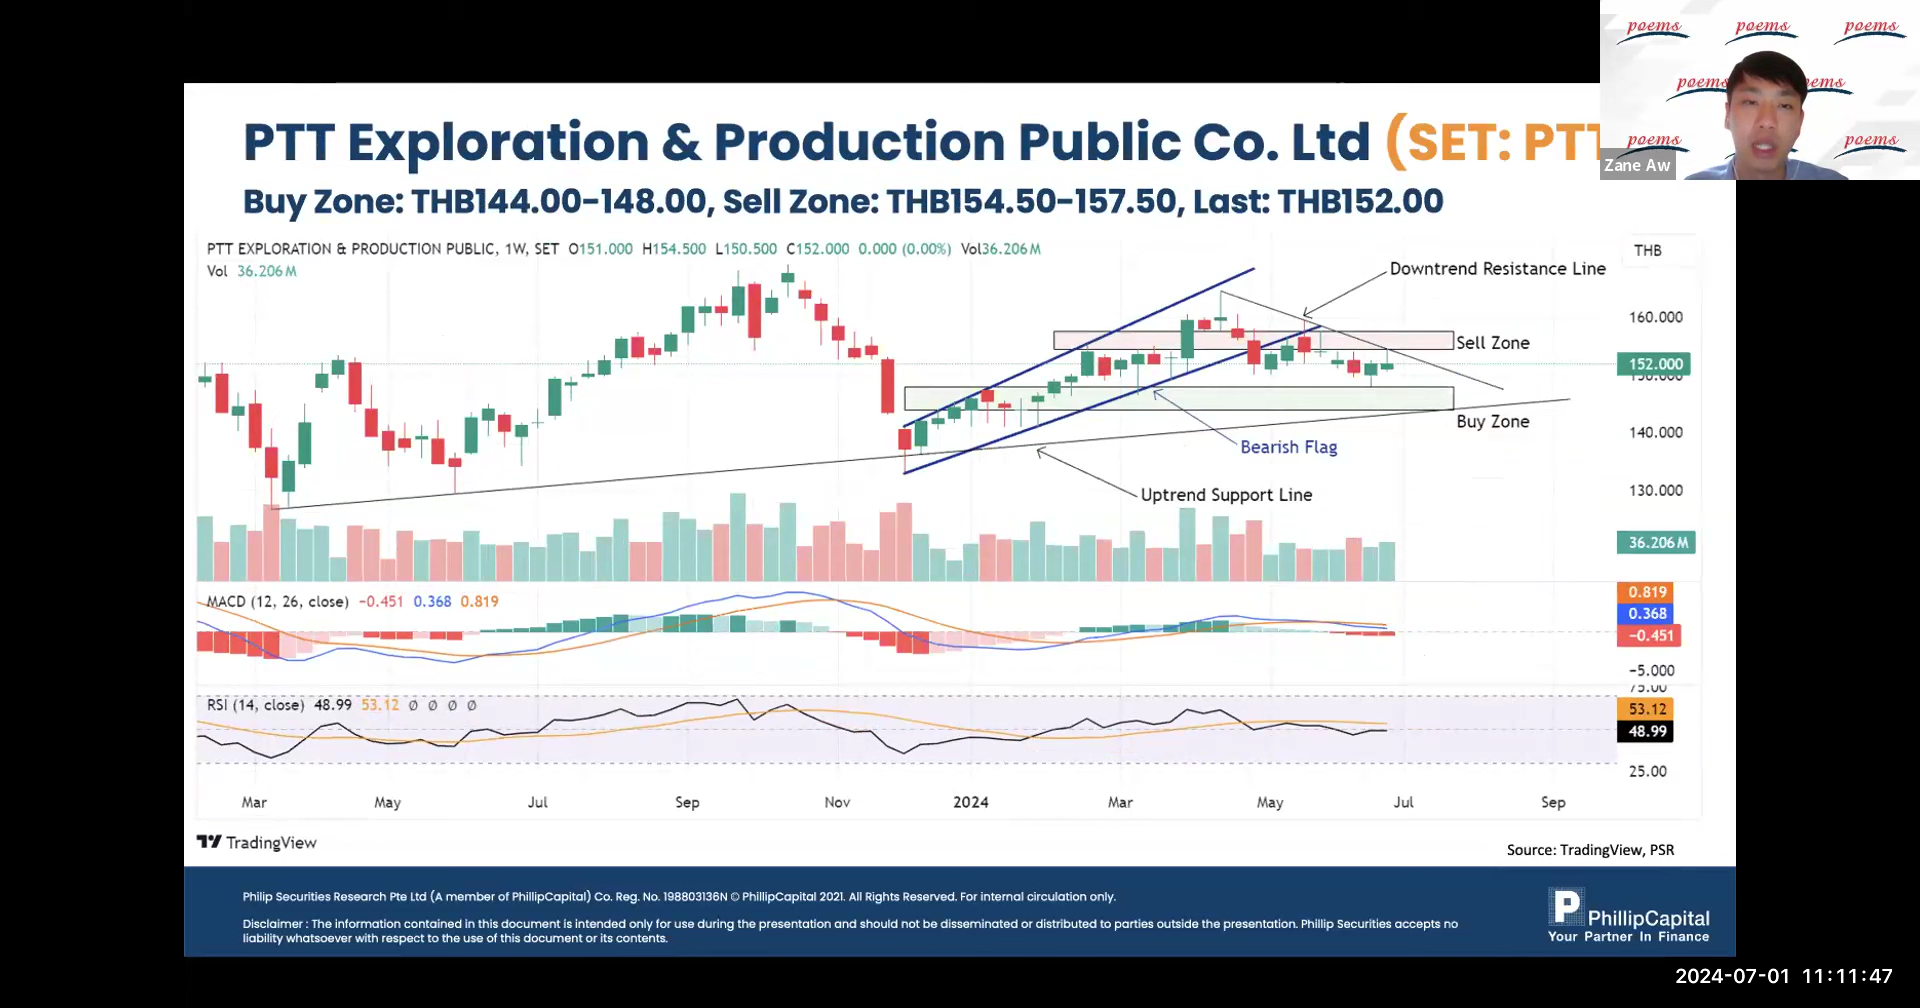 poems poems poems
poems poems
poems poems
Zane Aw
PTT Exploration & Production Public Co. Ltd (SET: PTT
Buy Zone: THB144.00-148.00, Sell Zone: THB154.50-157.50, Last: THB152.00
PTT EXPLORATION & PRODUCTION PUBLIC, 1W, SET O151.000 H154.500 L150.500 C152.000 0.000 (0.00%) Vol36.206M
THB
Vol 36.206M
Downtrend Resistance Line
160.000
Sell Zone
152.000
150.000
Buy Zone
140.000
Bearish Flag
130.000
Uptrend Support Line
36.206M
MACD (12, 26, close) −0.451 0.368 0.819
0.819
0.368
−0.451
−5.000
75.00
RSI (14, close) 48.99 53.12 Ø Ø Ø Ø
53.12
48.99
25.00
Mar May Jul Sep Nov 2024 Mar May Jul Sep
TradingView
Source: TradingView, PSR
Philip Securities Research Pte Ltd (A member of PhillipCapital) Co. Reg. No. 198803136N © PhillipCapital 2021. All Rights Reserved. For internal circulation only.
Disclaimer : The information contained in this document is intended only for use during the presentation and should not be disseminated or distributed to parties outside the presentation. Phillip Securities accepts no
liability whatsoever with respect to the use of this document or its contents.
PhillipCapital
Your Partner In Finance
2024-07-01 11:11:47